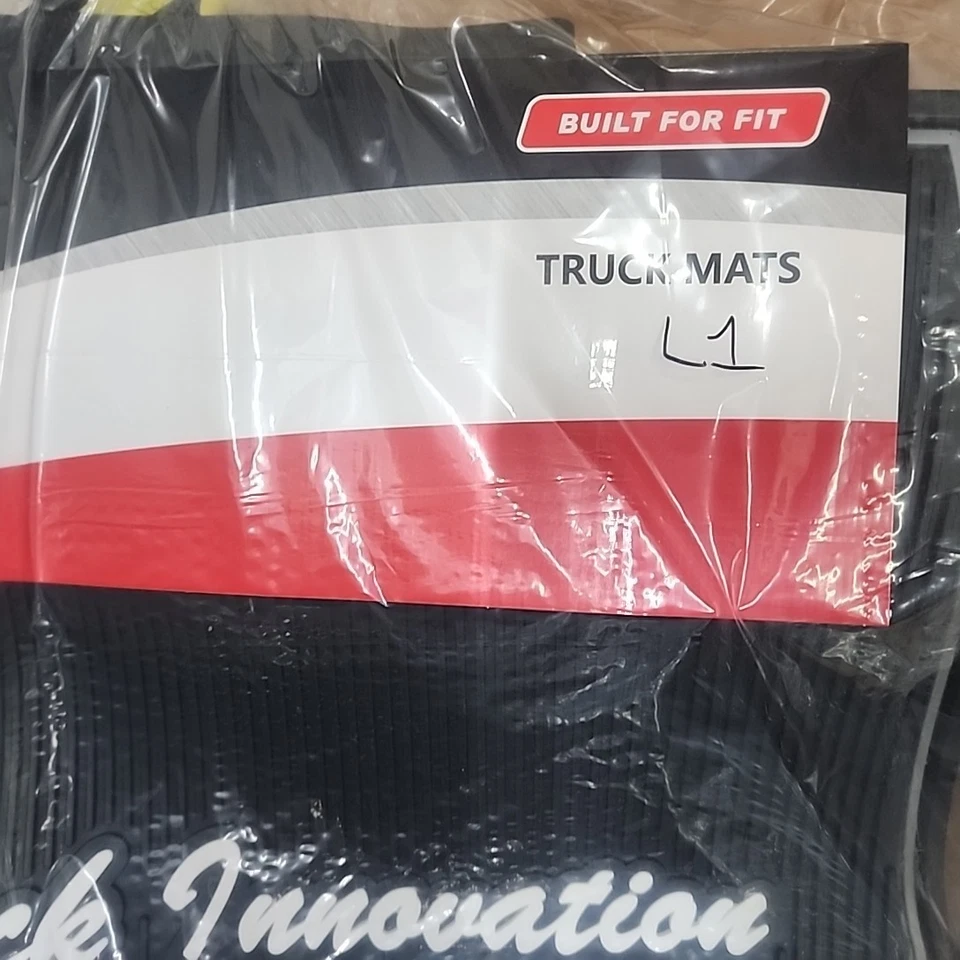 BUILT FOR FIT
TRUCK MATS
L1
Innovation